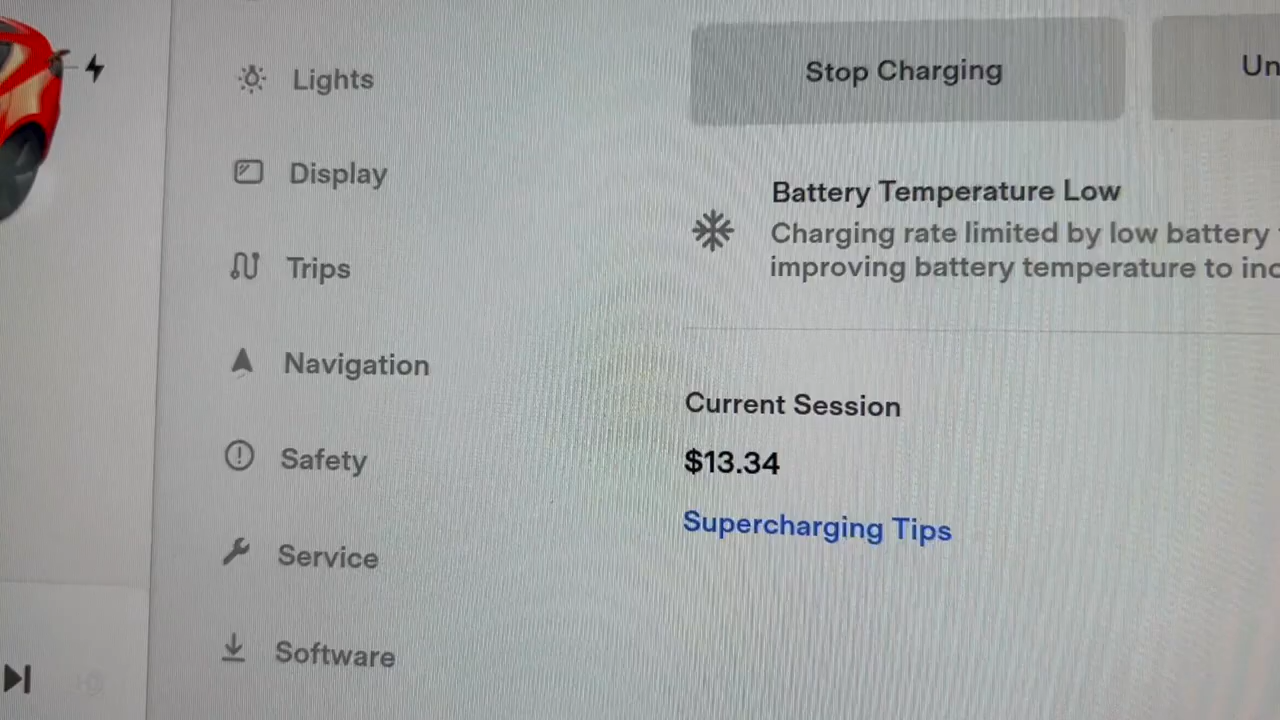 Lights
Display
Trips
Navigation
Safety
Service
Software
Stop Charging
Un
Battery Temperature Low
Charging rate limited by low battery
improving battery temperature to inc
Current Session
$13.34
Supercharging Tips